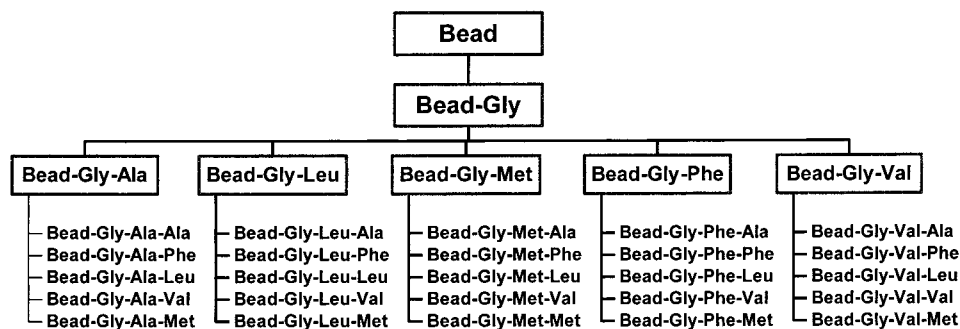 Bead
Bead-Gly
Bead-Gly-Ala
Bead-Gly-Leu
Bead-Gly-Met
Bead-Gly-Phe
Bead-Gly-Val
Bead-Gly-Ala-Ala
Bead-Gly-Ala-Phe
Bead-Gly-Ala-Leu
Bead-Gly-Ala-Val
Bead-Gly-Ala-Met
Bead-Gly-Leu-Ala
Bead-Gly-Leu-Phe
Bead-Gly-Leu-Leu
Bead-Gly-Leu-Val
Bead-Gly-Leu-Met
Bead-Gly-Met-Ala
Bead-Gly-Met-Phe
Bead-Gly-Met-Leu
Bead-Gly-Met-Val
Bead-Gly-Met-Met
Bead-Gly-Phe-Ala
Bead-Gly-Phe-Phe
Bead-Gly-Phe-Leu
Bead-Gly-Phe-Val
Bead-Gly-Phe-Met
Bead-Gly-Val-Ala
Bead-Gly-Val-Phe
Bead-Gly-Val-Leu
Bead-Gly-Val-Val
Bead-Gly-Val-Met